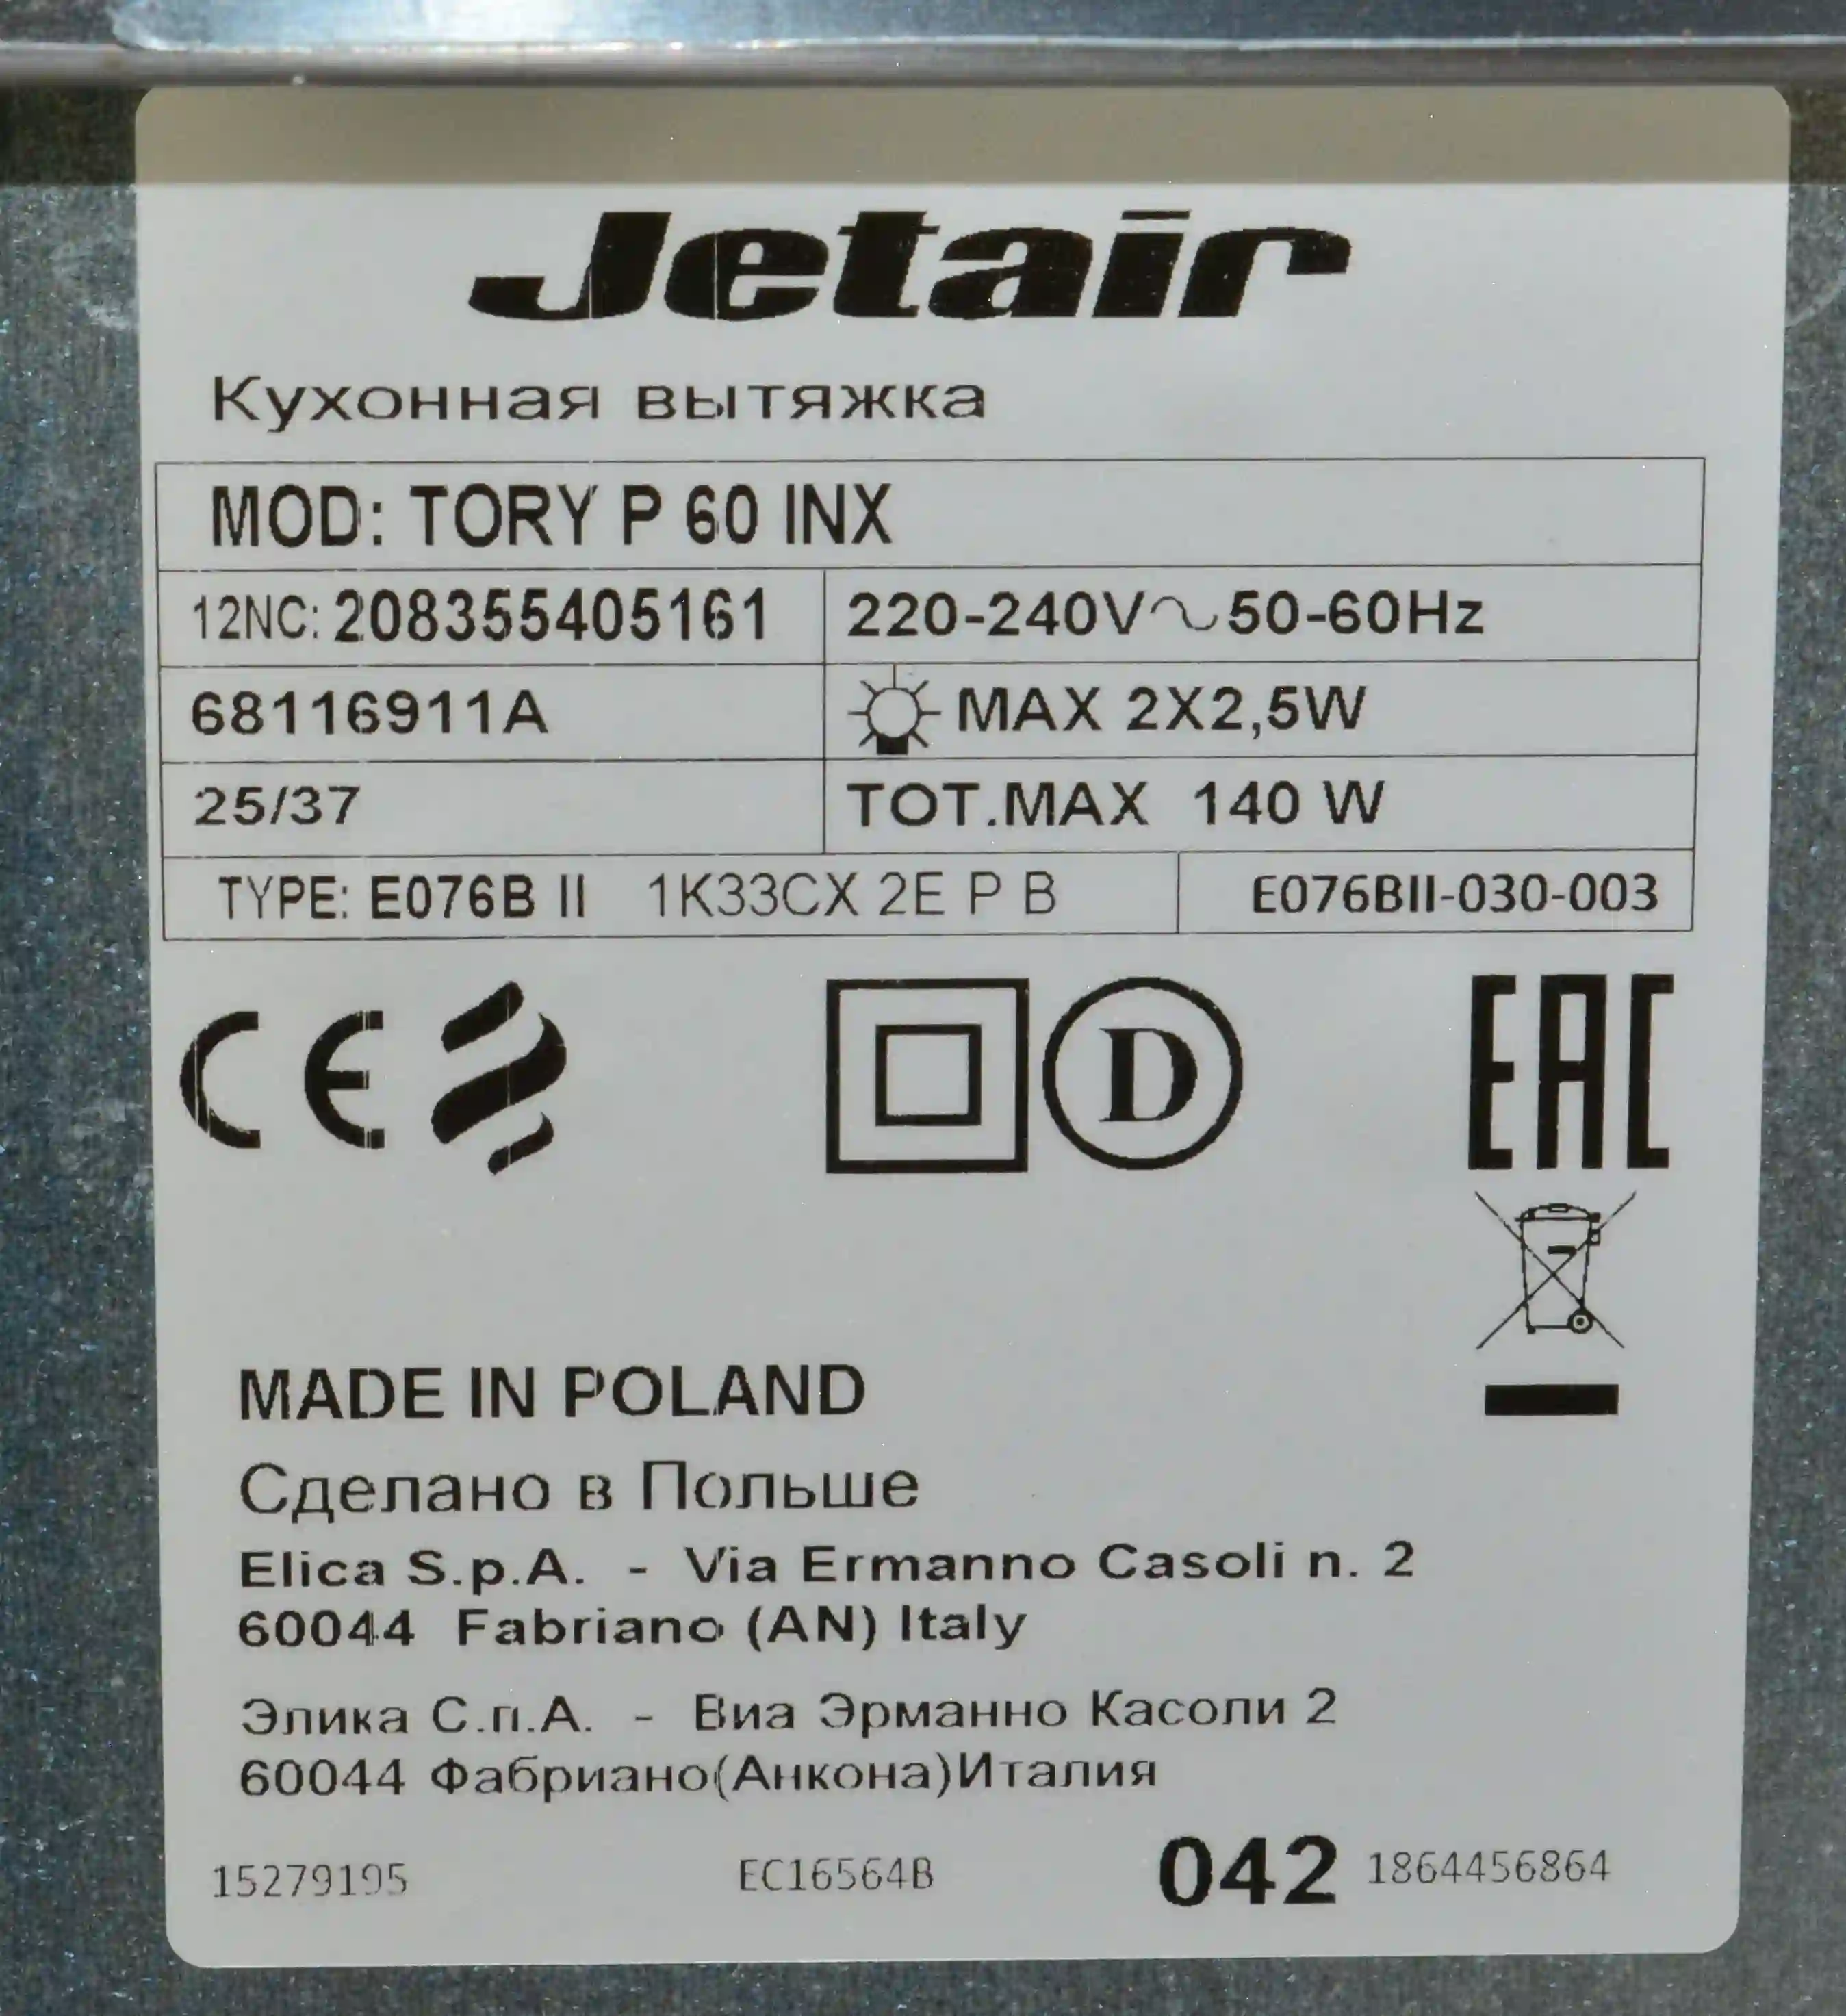 Jetair
Кухонная вытяжка
MOD: TORY P 60 INX
12NC: 208355405161 220-240V~50-60Hz
68116911A MAX 2X2,5W
25/37 TOT.MAX 140 W
TYPE: E076B II 1K33CX 2E P B E076BII-030-003
CE D EAC
MADE IN POLAND
Сделано в Польше
Elica S.p.A. - Via Ermanno Casoli n. 2
60044 Fabriano (AN) Italy
Элика С.п.А. - Виа Эрманно Касоли 2
60044 Фабриано(Анкона)Италия
15279195 EC16564B 042 1864456864